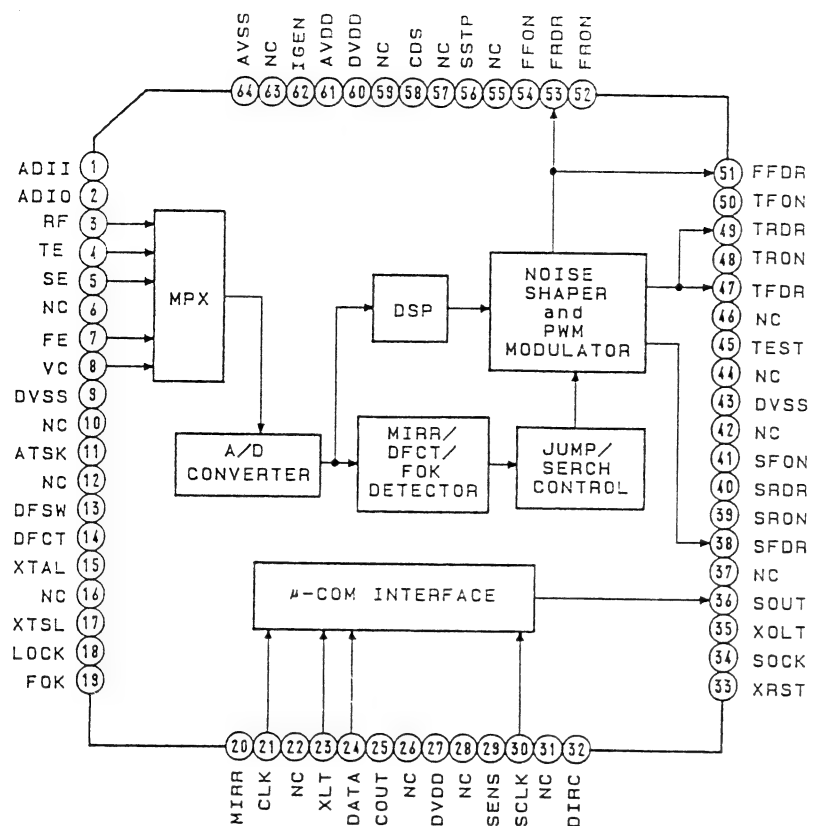 AVSS
NC
IGEN
AVDD
DVDD
NC
CDS
NC
SSTP
NC
FFON
FRDR
FRON
64
63
62
61
60
59
58
57
56
55
54
53
52
ADII 1
ADIO 2
RF 3
TE 4
SE 5
NC 6
FE 7
VC 8
DVSS 9
NC 10
ATSK 11
NC 12
DFSW 13
DFCT 14
XTAL 15
NC 16
XTSL 17
LOCK 18
FOK 19
MPX
A/D
CONVERTER
DSP
MIRR/
DFCT/
FOK
DETECTOR
NOISE
SHAPER
and
PWM
MODULATOR
JUMP/
SERCH
CONTROL
μ-COM INTERFACE
51 FFDR
50 TFON
49 TRDR
48 TRON
47 TFDR
46 NC
45 TEST
44 NC
43 DVSS
42 NC
41 SFON
40 SRDR
39 SRON
38 SFDR
37 NC
36 SOUT
35 XOLT
34 SOCK
33 XRST
20
21
22
23
24
25
26
27
28
29
30
31
32
MIRR
CLK
NC
XLT
DATA
COUT
NC
DVDD
NC
SENS
SCLK
NC
DIRC